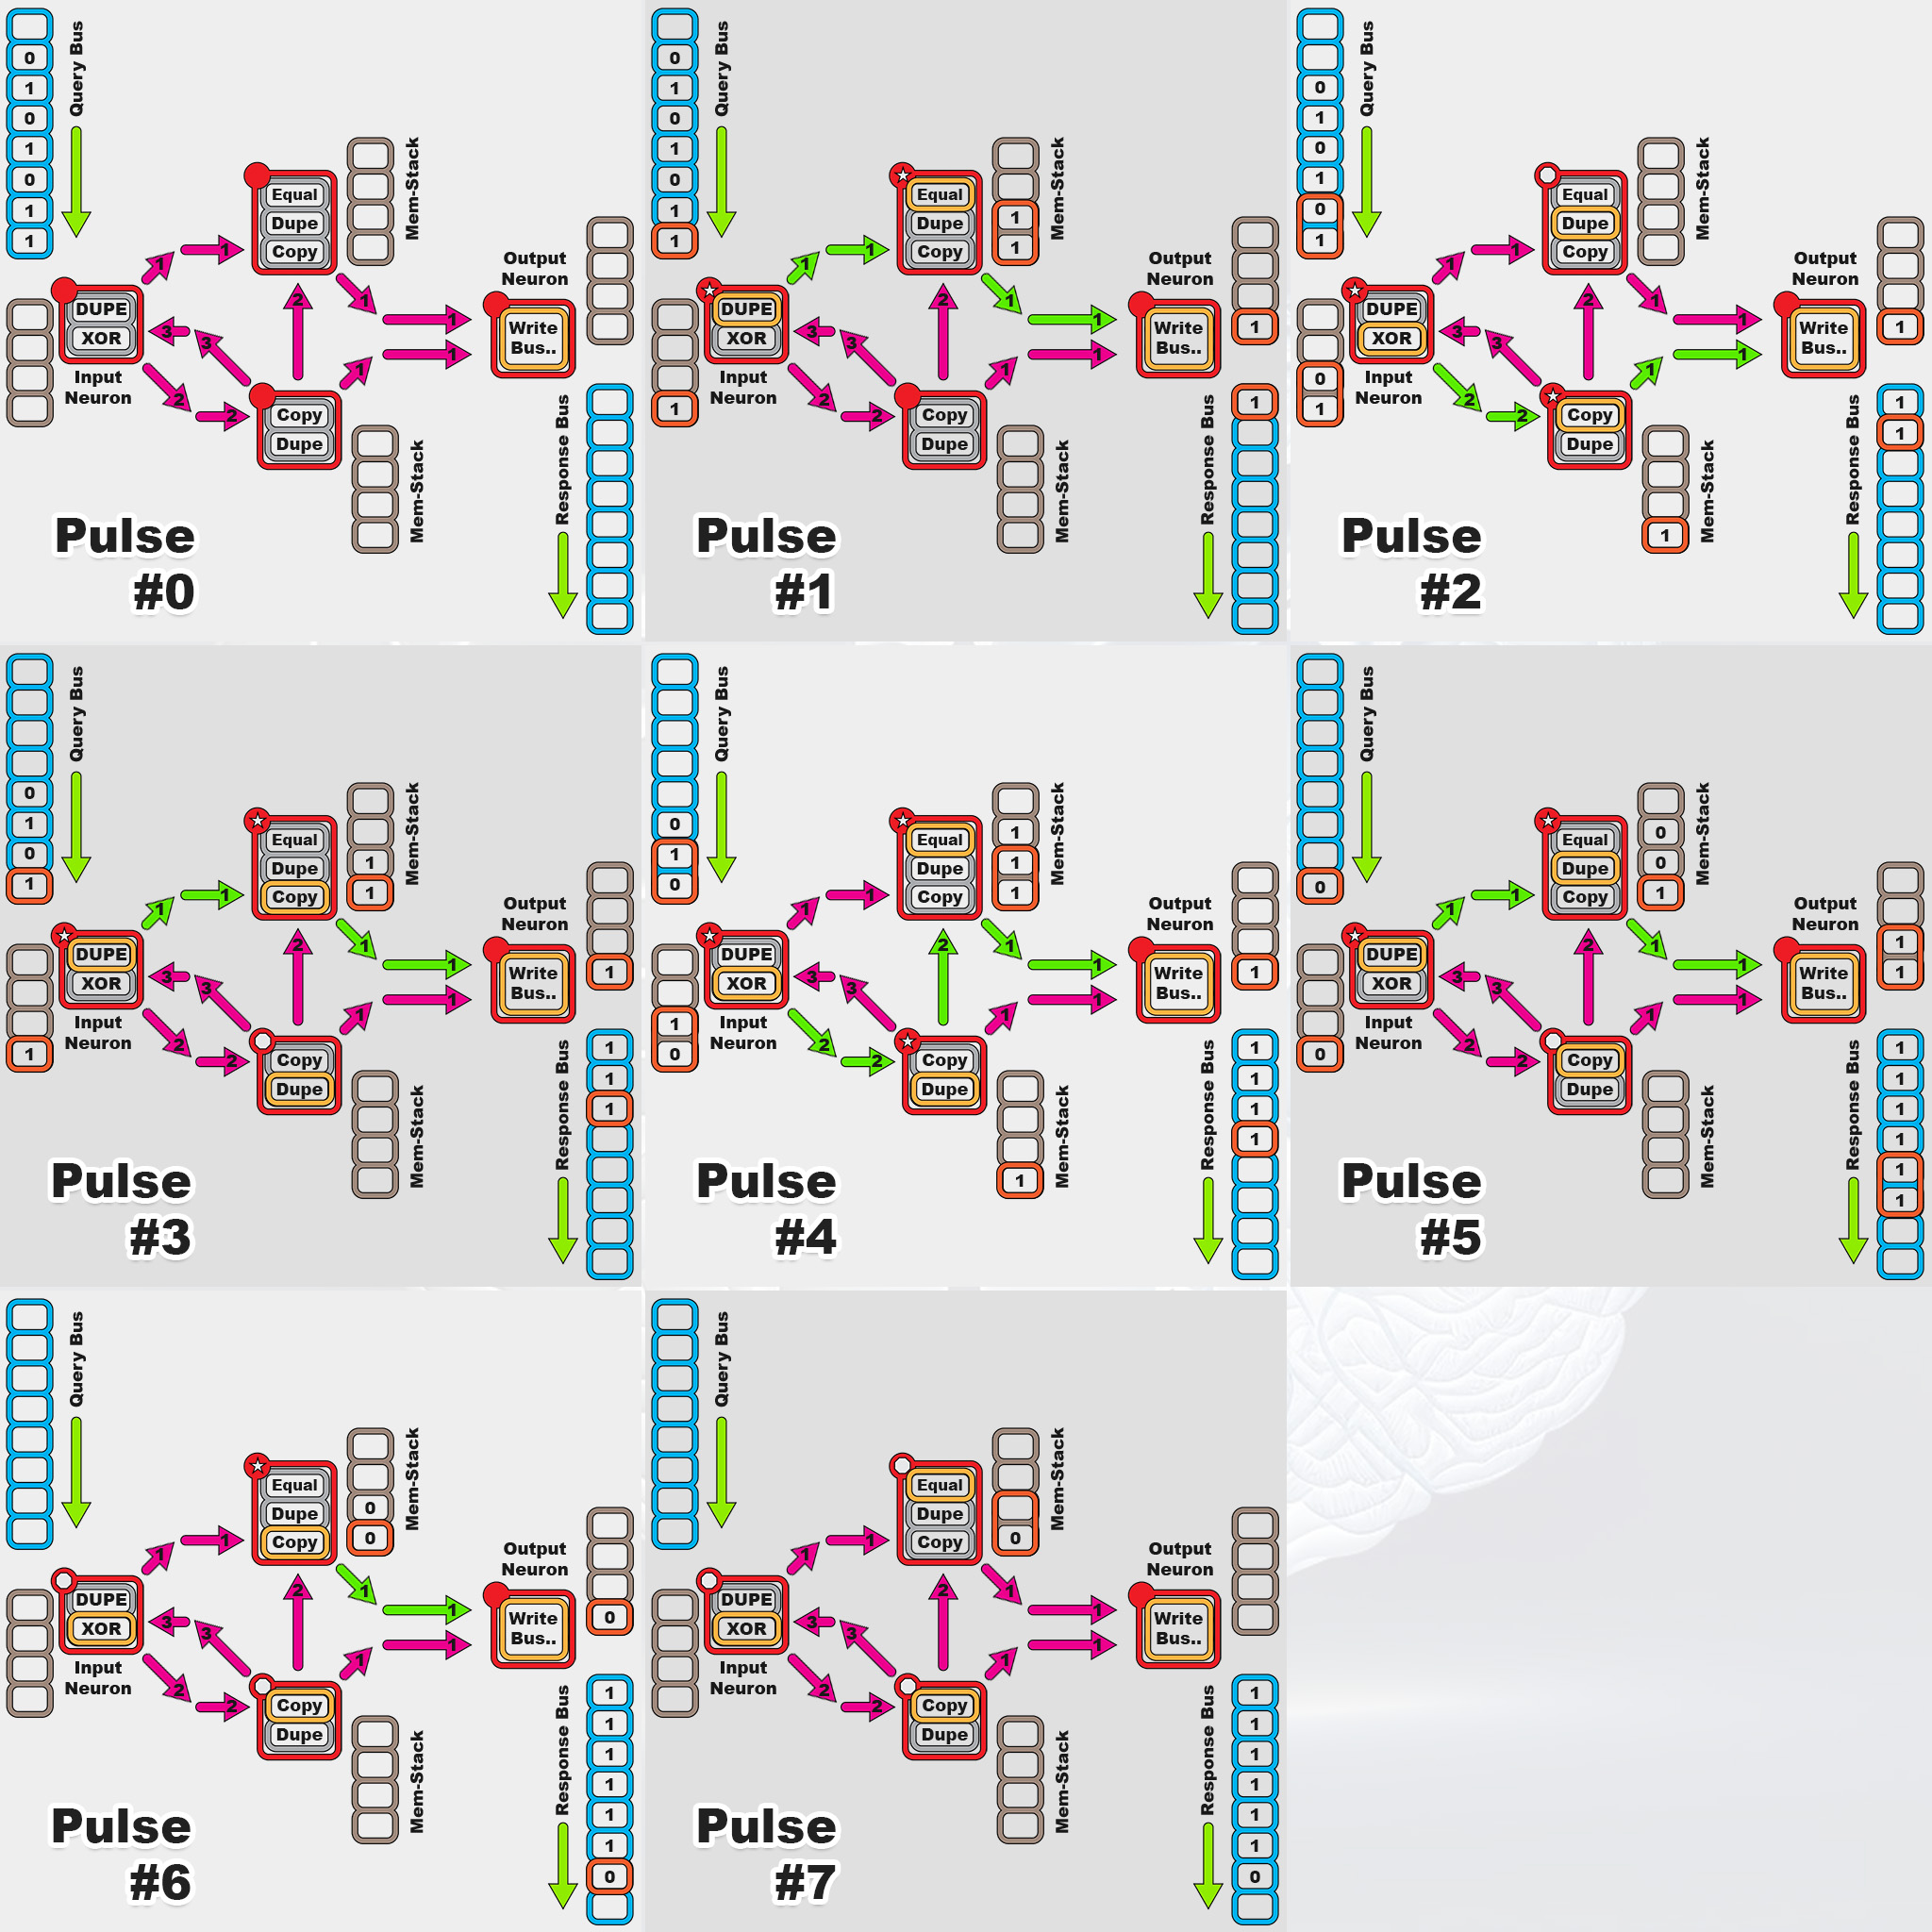 0
1
0
1
0
1
1
Query Bus
Equal
Dupe
Copy
Mem-Stack
1 1
DUPE
XOR
Input
Neuron
3 3
2 2
2
1
1
1 1
Copy
Dupe
Mem-Stack
Output
Neuron
Write
Bus..
Response Bus
Pulse
#0
0
1
0
1
0
1
1
Query Bus
Equal
Dupe
Copy
1
1
Mem-Stack
1 1
DUPE
XOR
1
Input
Neuron
3 3
2 2
2
1
1
1 1
Copy
Dupe
Mem-Stack
Output
Neuron
Write
Bus..
1
1
Response Bus
Pulse
#1
0
1
0
1
0
1
Query Bus
Equal
Dupe
Copy
Mem-Stack
1 1
DUPE
XOR
0
1
Input
Neuron
3 3
2 2
2
1
1
1 1
Copy
Dupe
1
Mem-Stack
Output
Neuron
Write
Bus..
1
1
1
Response Bus
Pulse
#2
0
1
0
1
Query Bus
Equal
Dupe
Copy
1
1
Mem-Stack
1 1
DUPE
XOR
1
Input
Neuron
3 3
2 2
2
1
1
1 1
Copy
Dupe
Mem-Stack
Output
Neuron
Write
Bus..
1
1
1
1
Response Bus
Pulse
#3
0
1
0
Query Bus
Equal
Dupe
Copy
1
1
1
Mem-Stack
1 1
DUPE
XOR
1
0
Input
Neuron
3 3
2 2
2
1
1
1 1
Copy
Dupe
1
Mem-Stack
Output
Neuron
Write
Bus..
1
1
1
1
1
Response Bus
Pulse
#4
0
Query Bus
Equal
Dupe
Copy
0
0
1
Mem-Stack
1 1
DUPE
XOR
0
Input
Neuron
3 3
2 2
2
1
1
1 1
Copy
Dupe
Mem-Stack
Output
Neuron
Write
Bus..
1
1
1
1
1
1
1
1
Response Bus
Pulse
#5
Query Bus
Equal
Dupe
Copy
0
0
Mem-Stack
1 1
DUPE
XOR
Input
Neuron
3 3
2 2
2
1
1
1 1
Copy
Dupe
Mem-Stack
Output
Neuron
Write
Bus..
0
1
1
1
1
1
1
0
Response Bus
Pulse
#6
Query Bus
Equal
Dupe
Copy
0
Mem-Stack
1 1
DUPE
XOR
Input
Neuron
3 3
2 2
2
1
1
1 1
Copy
Dupe
Mem-Stack
Output
Neuron
Write
Bus..
1
1
1
1
1
1
0
Response Bus
Pulse
#7